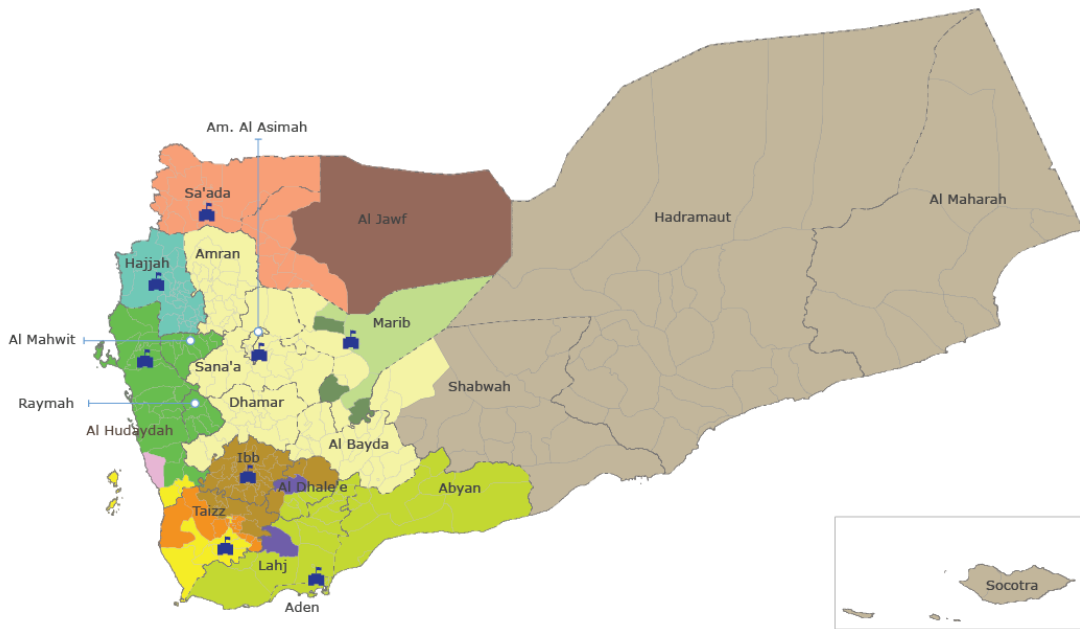 Am. Al Asimah
Sa'ada
Al Jawf
Hadramaut
Al Maharah
Amran
Hajjah
Marib
Al Mahwit
Sana'a
Shabwah
Raymah
Dhamar
Al Hudaydah
Al Bayda
Ibb
Al Dhale'e
Abyan
Taizz
Lahj
Aden
Socotra